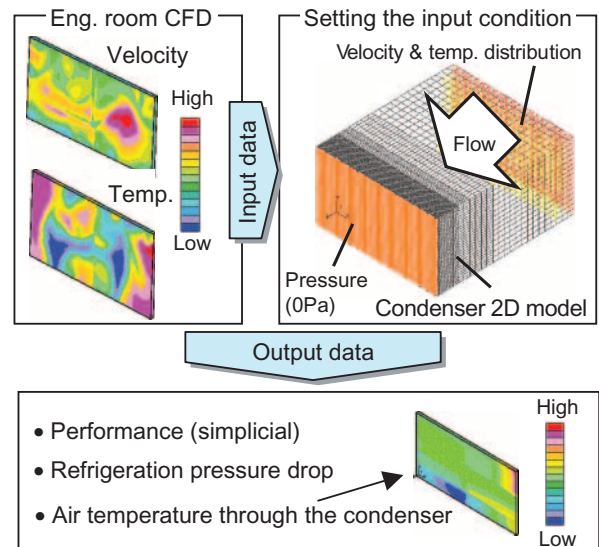 Eng. room CFD
Velocity
High
Temp.
Low
Input data
Setting the input condition
Velocity & temp. distribution
Flow
Pressure
(0Pa)
Condenser 2D model
Output data
• Performance (simplicial)
• Refrigeration pressure drop
• Air temperature through the condenser
High
Low